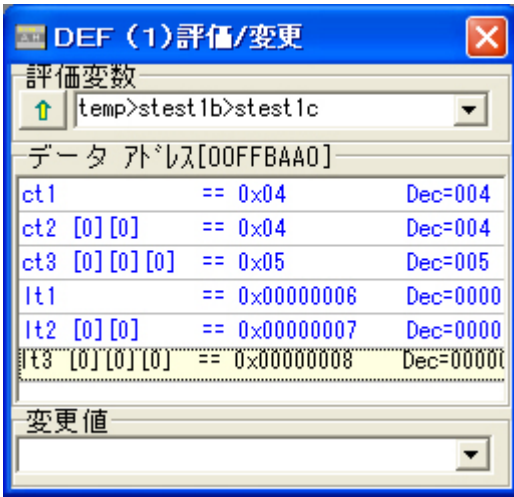 DEF (1)評価/変更
評価変数
temp>stest1b>stest1c
データ アドレス[00FFBAA0]
ct1 == 0x04 Dec=004
ct2 [0][0] == 0x04 Dec=004
ct3 [0][0][0] == 0x05 Dec=005
lt1 == 0x00000006 Dec=0000
lt2 [0][0] == 0x00000007 Dec=0000
lt3 [0][0][0] == 0x00000008 Dec=0000
変更値